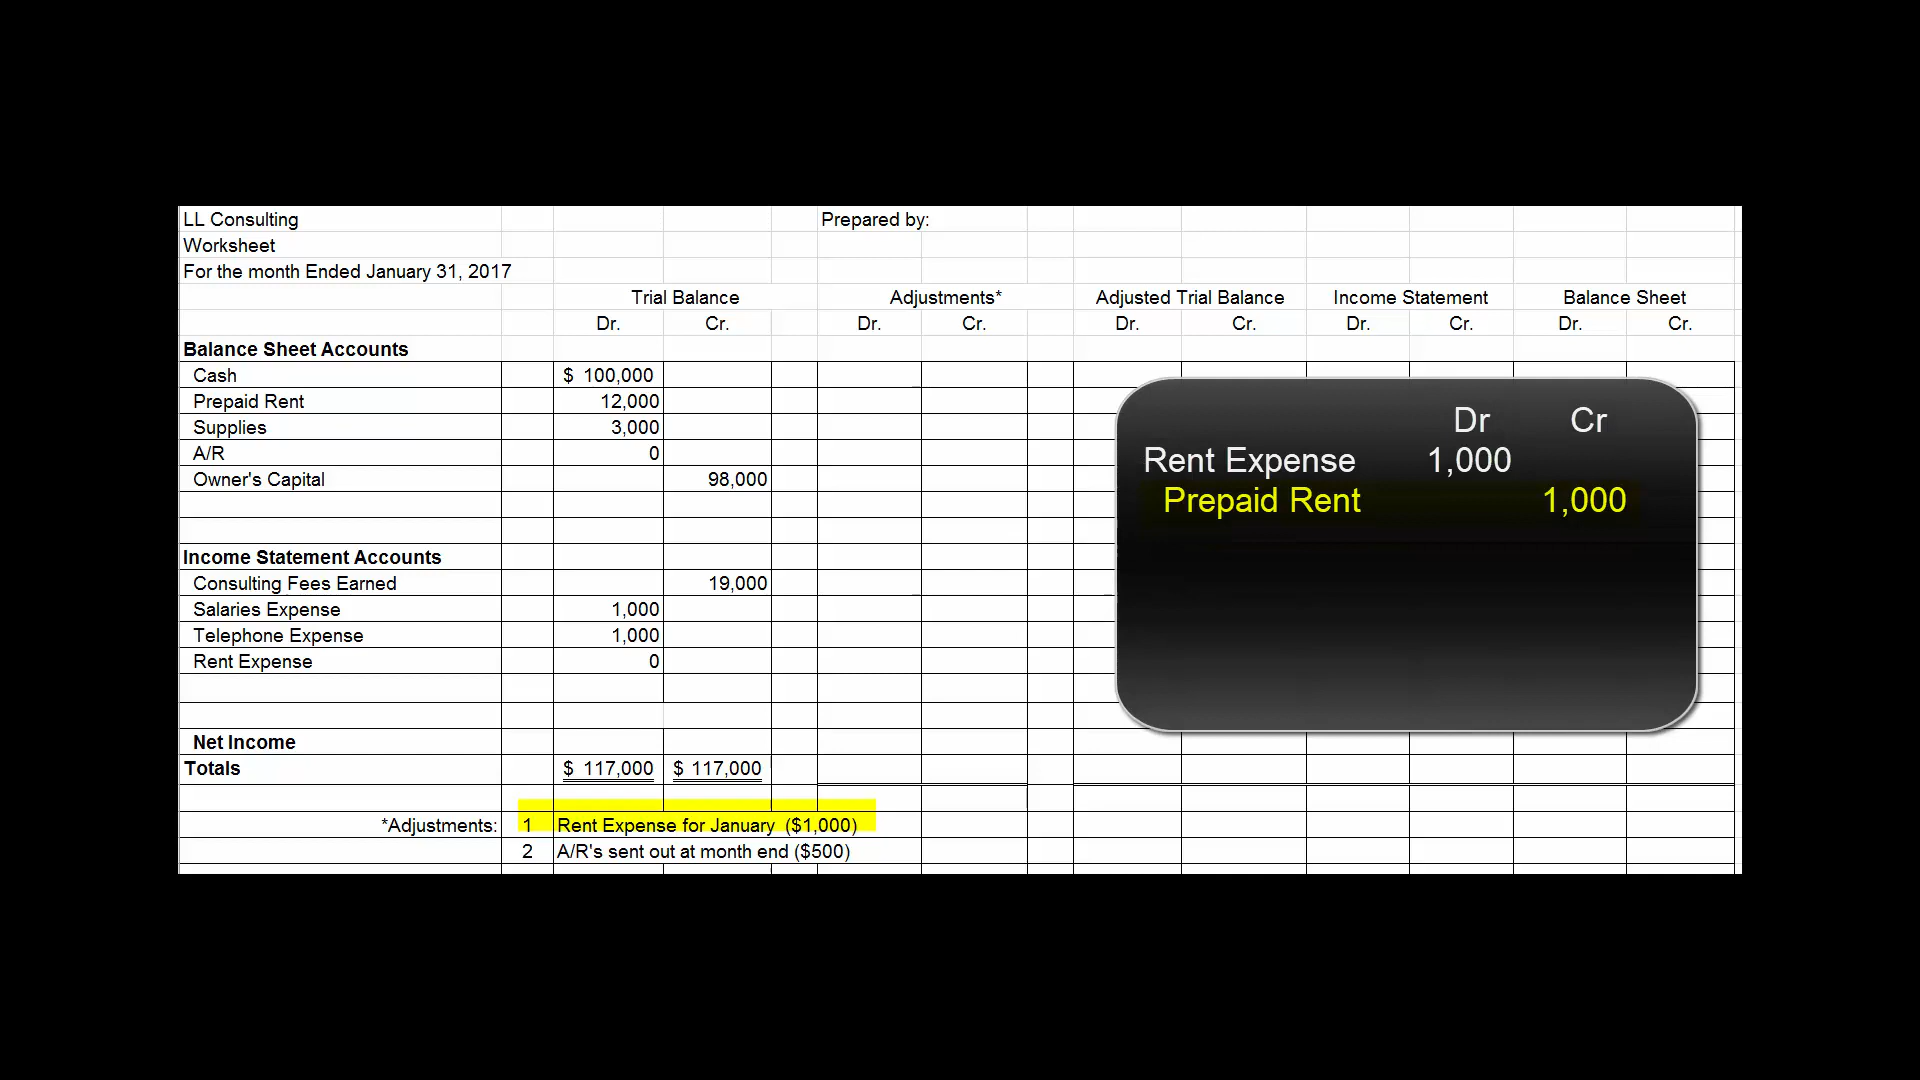 LL Consulting Prepared by:
Worksheet
For the month Ended January 31, 2017
Trial Balance Adjustments* Adjusted Trial Balance Income Statement Balance Sheet
Dr. Cr. Dr. Cr. Dr. Cr. Dr. Cr. Dr. Cr.
Balance Sheet Accounts
Cash $ 100,000
Prepaid Rent 12,000
Supplies 3,000
A/R 0
Owner's Capital 98,000
Income Statement Accounts
Consulting Fees Earned 19,000
Salaries Expense 1,000
Telephone Expense 1,000
Rent Expense 0
Net Income
Totals $ 117,000 $ 117,000
*Adjustments: 1 Rent Expense for January ($1,000)
2 A/R's sent out at month end ($500)
Dr Cr
Rent Expense 1,000
Prepaid Rent 1,000